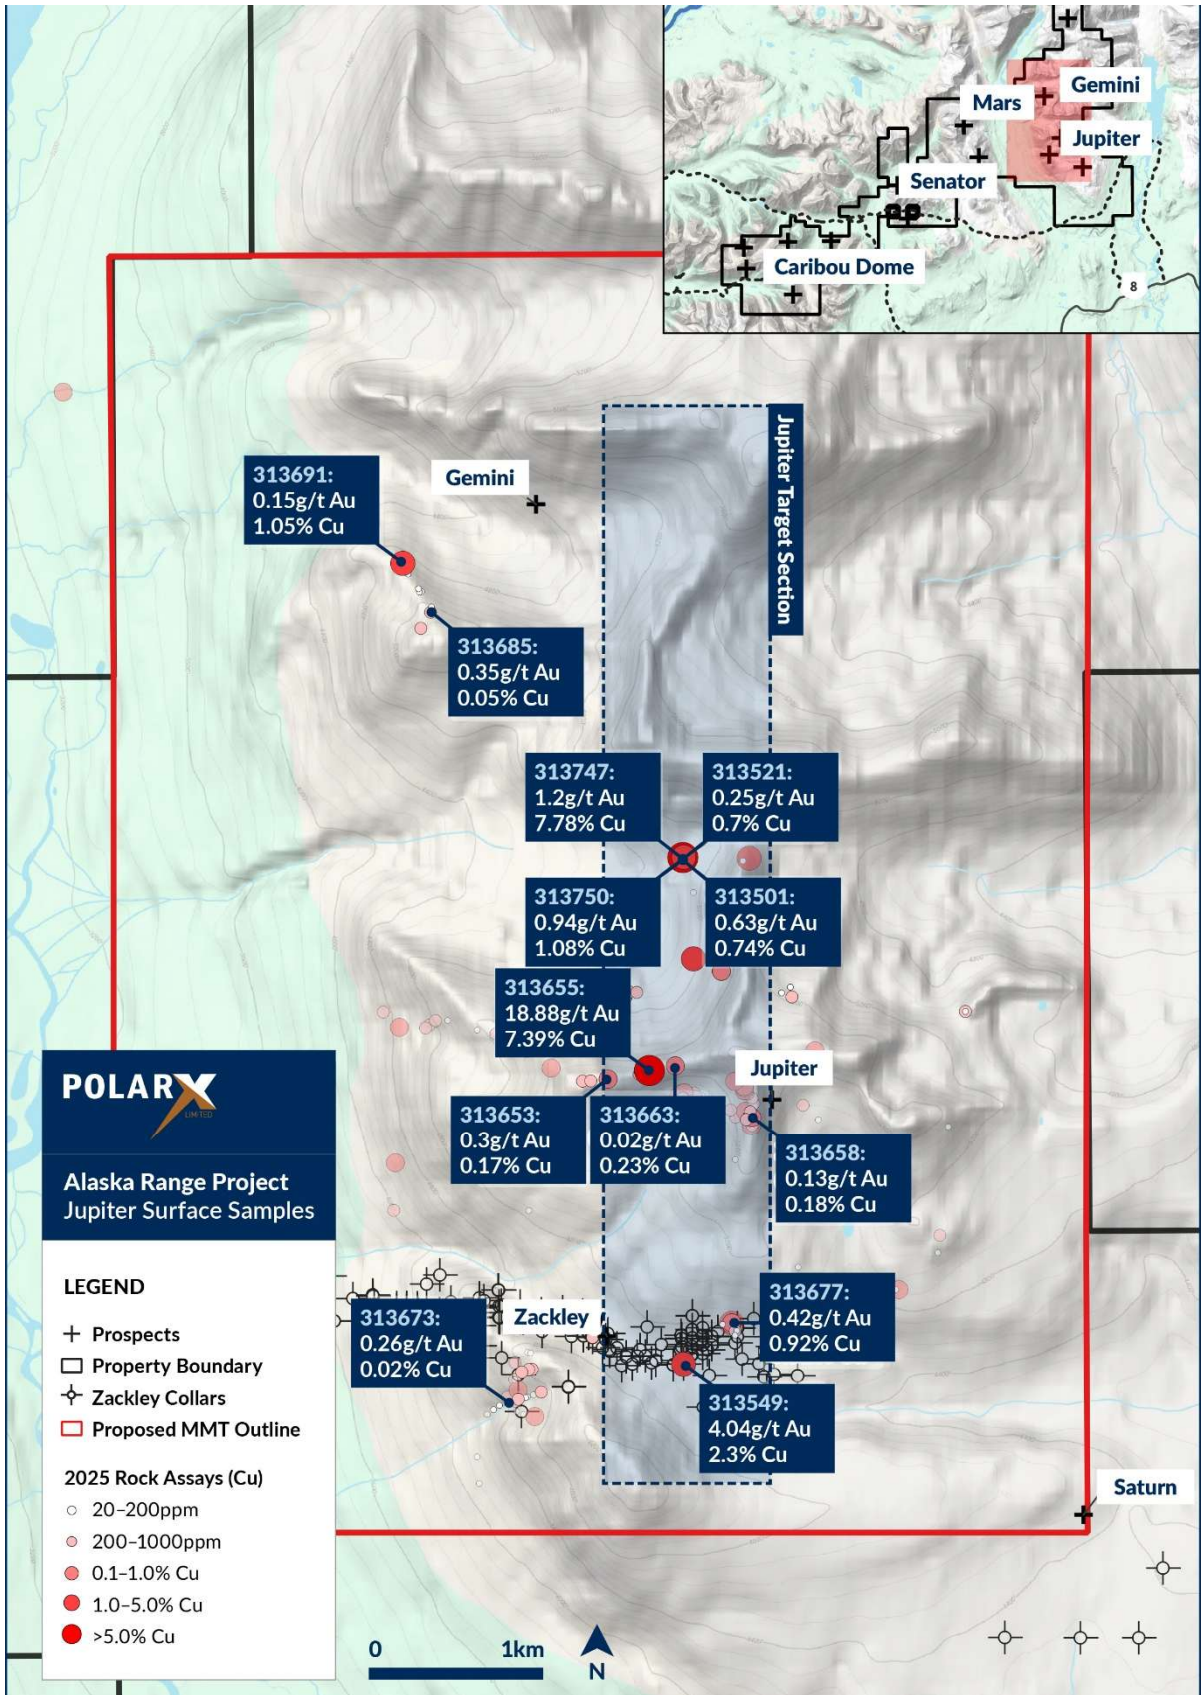 Gemini
Mars
Jupiter
Senator
Caribou Dome
8
Jupiter Target Section
Gemini
313691:
0.15g/t Au
1.05% Cu
313685:
0.35g/t Au
0.05% Cu
313747:
1.2g/t Au
7.78% Cu
313521:
0.25g/t Au
0.7% Cu
313750:
0.94g/t Au
1.08% Cu
313501:
0.63g/t Au
0.74% Cu
313655:
18.88g/t Au
7.39% Cu
Jupiter
313653:
0.3g/t Au
0.17% Cu
313663:
0.02g/t Au
0.23% Cu
313658:
0.13g/t Au
0.18% Cu
313677:
0.42g/t Au
0.92% Cu
Zackley
313673:
0.26g/t Au
0.02% Cu
313549:
4.04g/t Au
2.3% Cu
Saturn
POLARX
LIMITED
Alaska Range Project
Jupiter Surface Samples
LEGEND
Prospects
Property Boundary
Zackley Collars
Proposed MMT Outline
2025 Rock Assays (Cu)
20–200ppm
200–1000ppm
0.1–1.0% Cu
1.0–5.0% Cu
>5.0% Cu
0 1km
N